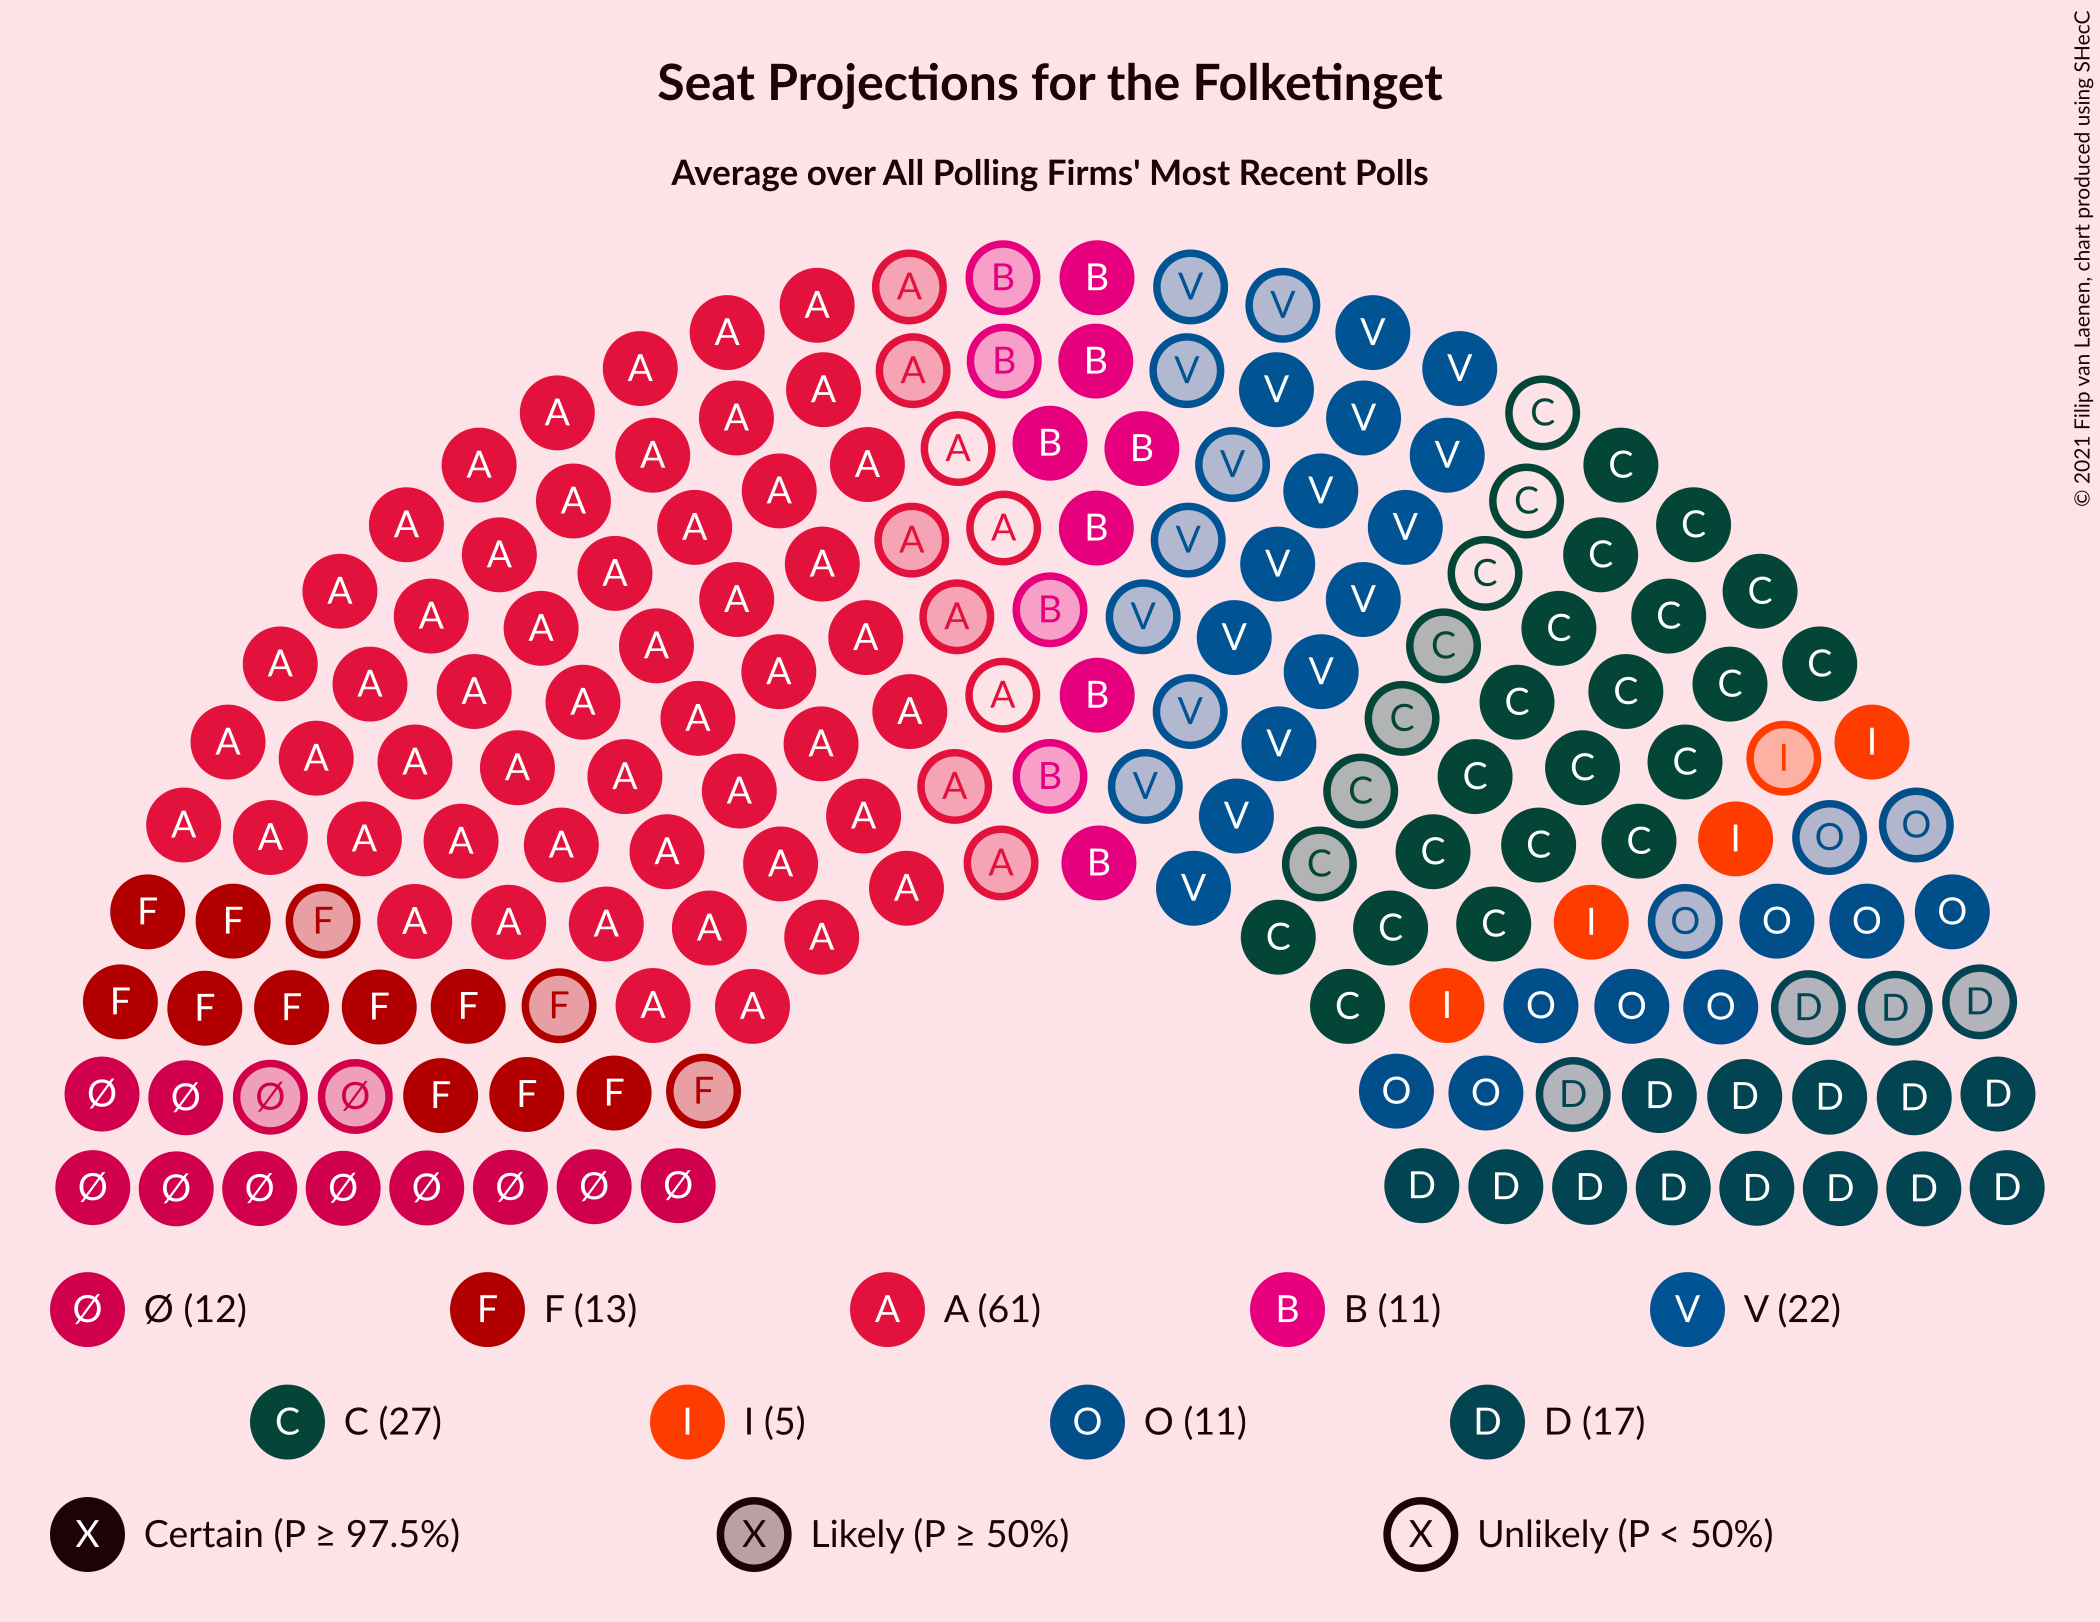 Seat Projections for the Folketinget
Average over All Polling Firms' Most Recent Polls
© 2021 Filip van Laenen, chart produced using SHecC
B B
A V
A V
A V
B B
A A V V
A V
A A V C
B
A B
A V
A A V C
A V
A C
A A A B V C
A V
A C
A V
A C
A A V C
B
A A V C
A A V C
A C
A A V C
A A C C
A A B C
A A V C
A A V I
A A A C C I
A B C
A A V C
A A V O
A A A A A C C C I O
A A B C
A V
F F F A A A A A C C C I O O O O
F F F F F F A A C I O O O D D D
Ø Ø Ø Ø F F F F O O D D D D D D
Ø Ø Ø Ø Ø Ø Ø Ø D D D D D D D D
Ø Ø (12) F F (13) A A (61) B B (11) V V (22)
C C (27) I I (5) O O (11) D D (17)
X Certain (P ≥ 97.5%) X Likely (P ≥ 50%) X Unlikely (P < 50%)